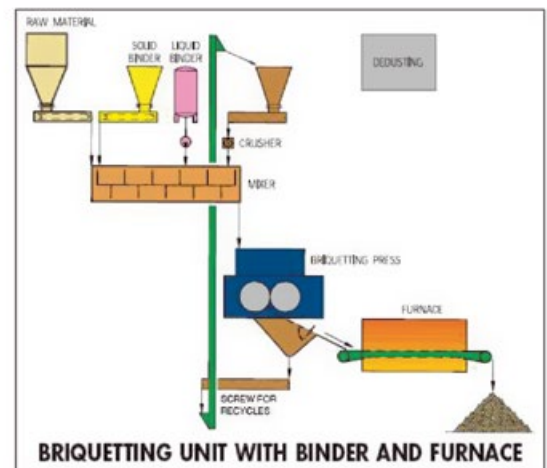 RAW MATERIAL
SOLID
BINDER
LIQUID
BINDER
DEDUSTING
CRUSHER
MIXER
BRIQUETTING PRESS
FURNACE
SCREW FOR
RECYCLES
BRIQUETTING UNIT WITH BINDER AND FURNACE